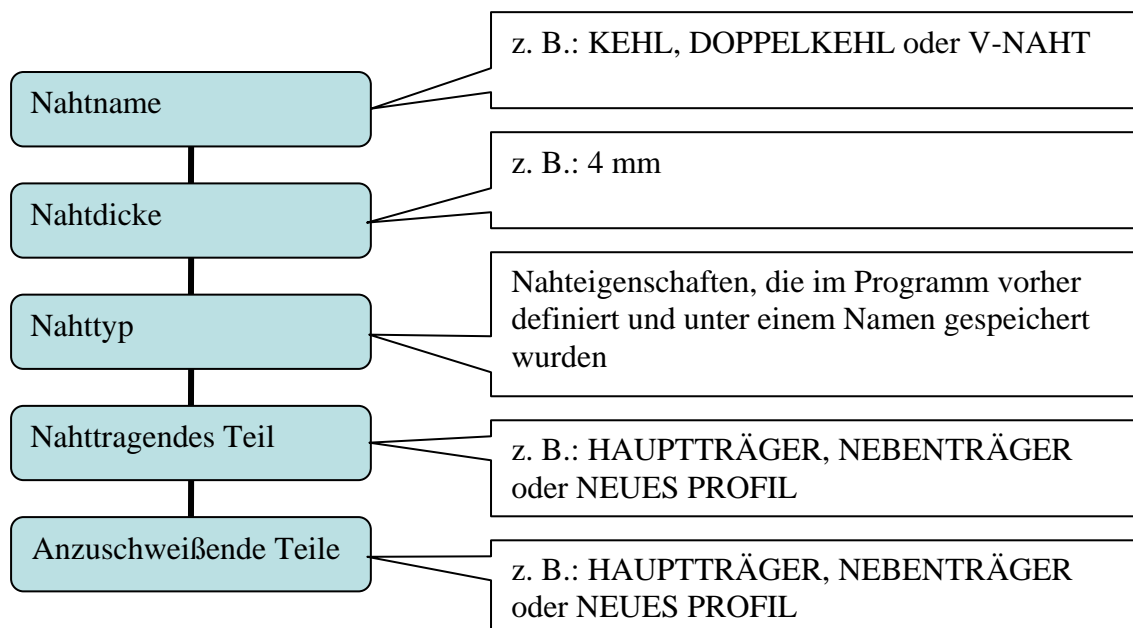 Nahtname
z. B.: KEHL, DOPPELKEHL oder V-NAHT
Nahtdicke
z. B.: 4 mm
Nahttyp
Nahteigenschaften, die im Programm vorher
definiert und unter einem Namen gespeichert
wurden
Nahttragendes Teil
z. B.: HAUPTTRÄGER, NEBENTRÄGER
oder NEUES PROFIL
Anzuschweißende Teile
z. B.: HAUPTTRÄGER, NEBENTRÄGER
oder NEUES PROFIL